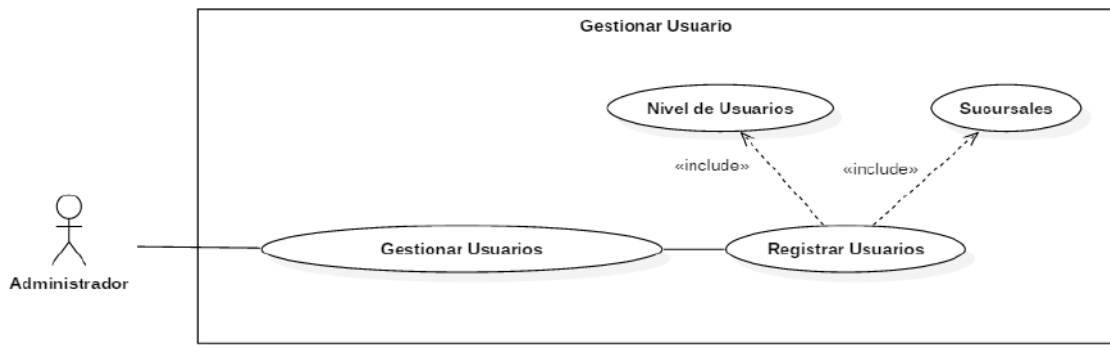 Gestionar Usuario
Nivel de Usuarios
Sucursales
«include»
«include»
Gestionar Usuarios
Registrar Usuarios
Administrador